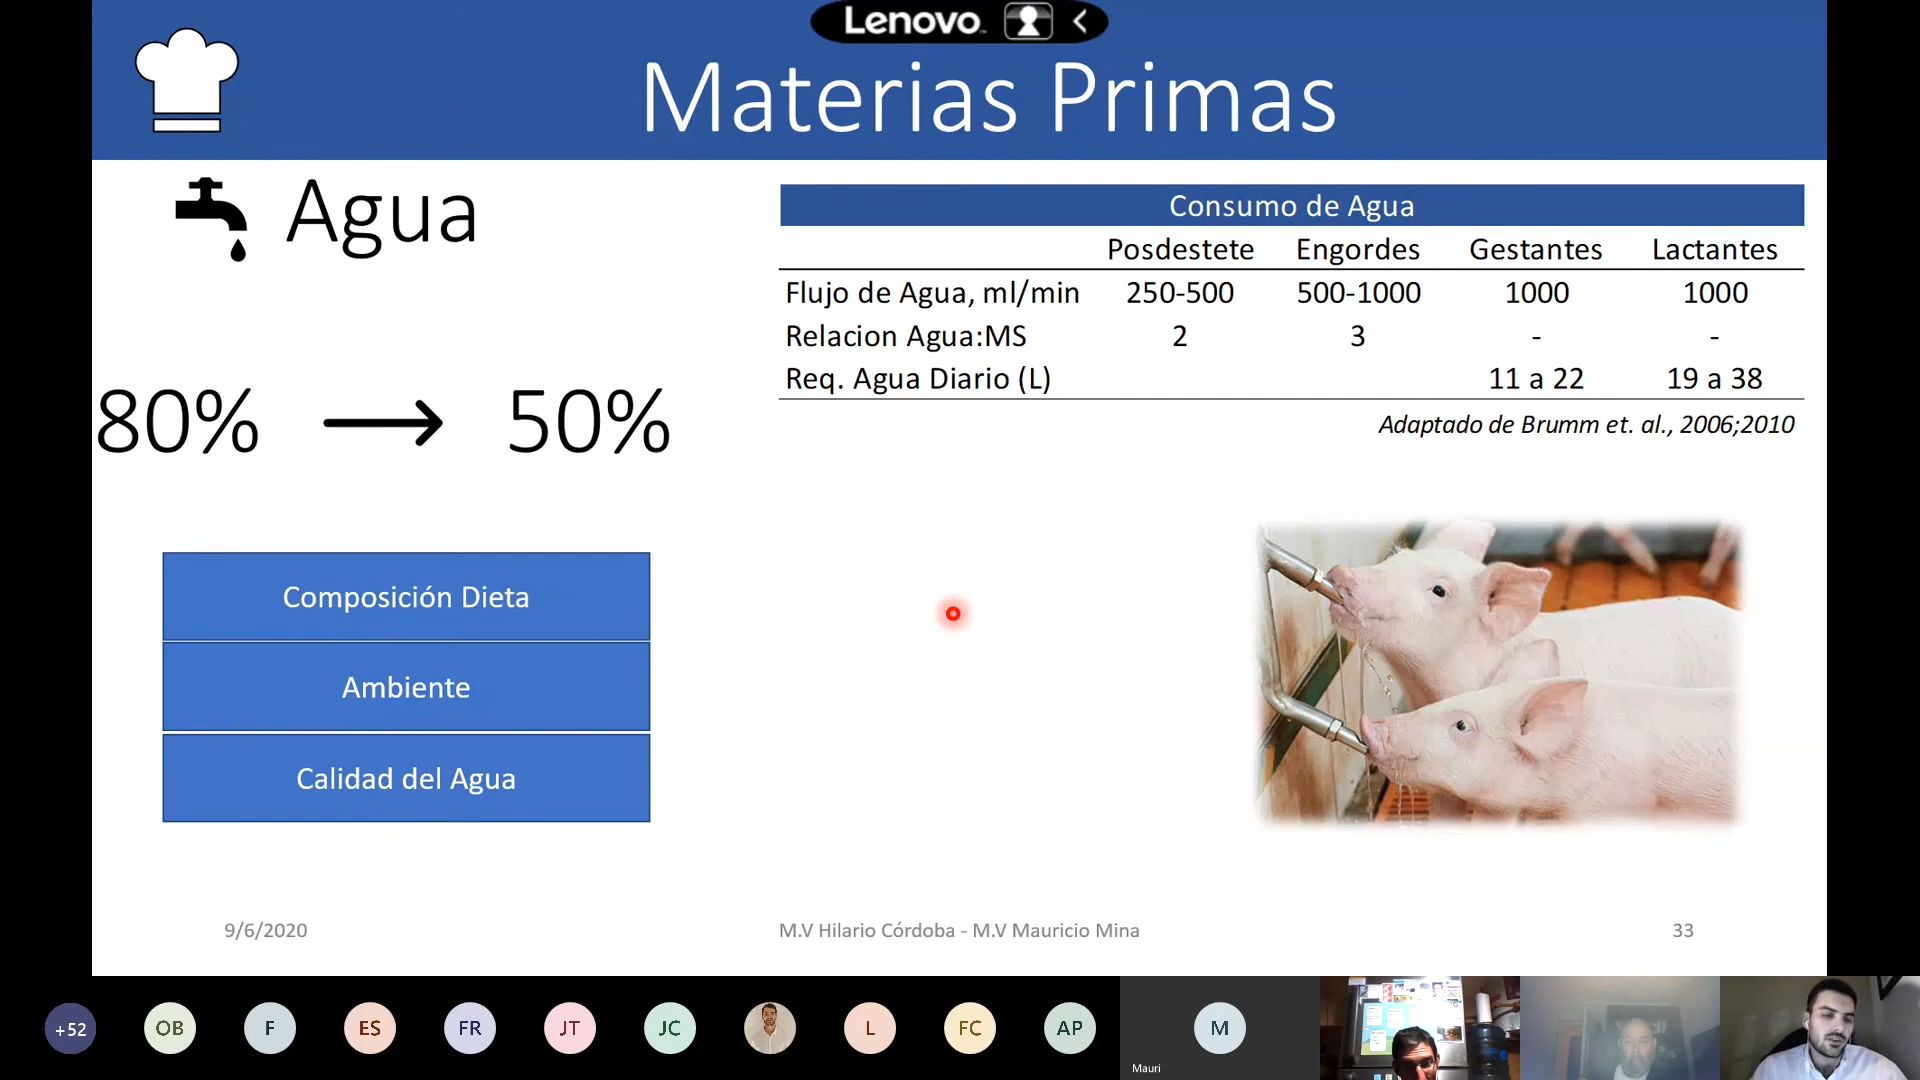 Lenovo
Materias Primas
Agua
80% → 50%
Composición Dieta
Ambiente
Calidad del Agua
Consumo de Agua
Posdestete Engordes Gestantes Lactantes
Flujo de Agua, ml/min 250-500 500-1000 1000 1000
Relacion Agua:MS 2 3 - -
Req. Agua Diario (L) 11 a 22 19 a 38
Adaptado de Brumm et. al., 2006;2010
9/6/2020 M.V Hilario Córdoba - M.V Mauricio Mina 33
+52 OB F ES FR JT JC L FC AP M
Mauri